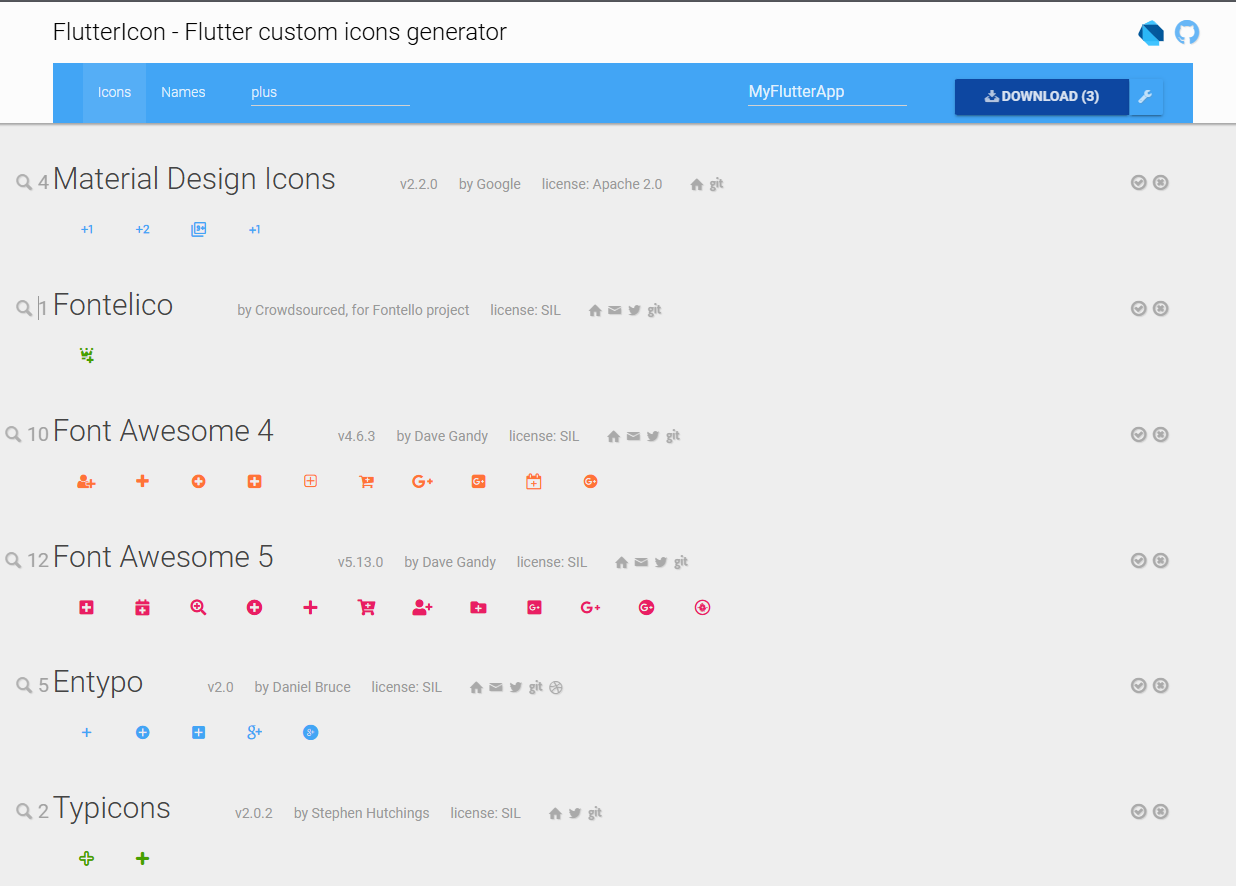 FlutterIcon - Flutter custom icons generator
Icons Names plus MyFlutterApp DOWNLOAD (3)
4 Material Design Icons v2.2.0 by Google license: Apache 2.0 git
+1 +2 9+ +1
1 Fontelico by Crowdsourced, for Fontello project license: SIL git
10 Font Awesome 4 v4.6.3 by Dave Gandy license: SIL git
G+ G+ G+
12 Font Awesome 5 v5.13.0 by Dave Gandy license: SIL git
G+ G+ G+
5 Entypo v2.0 by Daniel Bruce license: SIL git
g+ g+
2 Typicons v2.0.2 by Stephen Hutchings license: SIL git